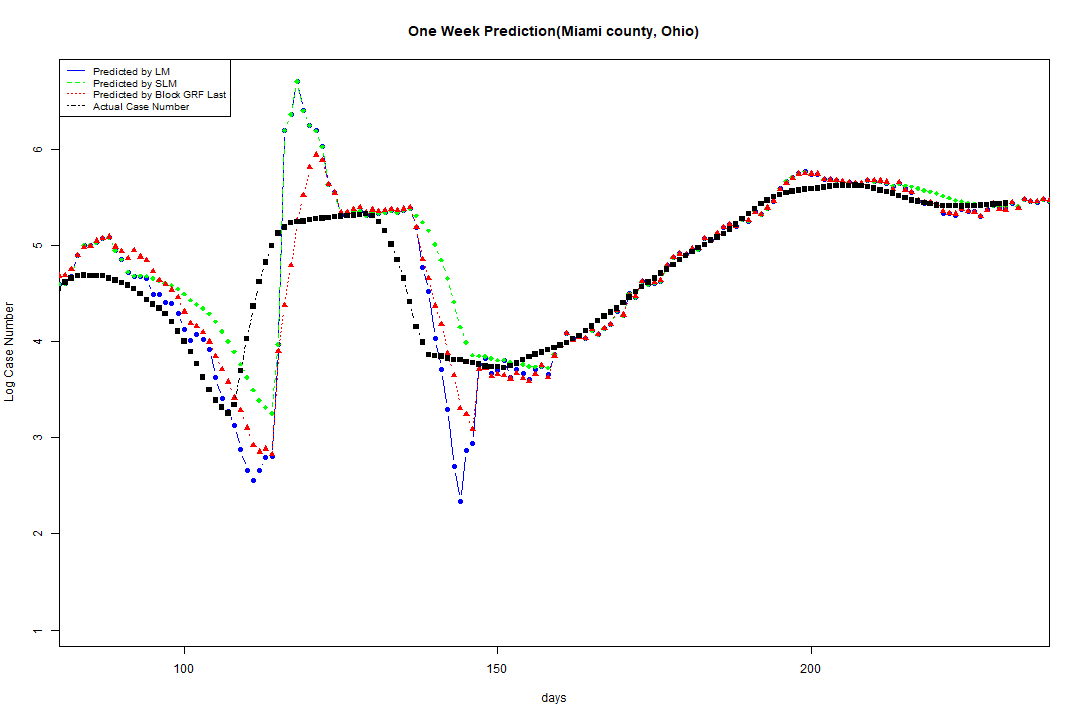 One Week Prediction(Miami county, Ohio)
Predicted by LM
Predicted by SLM
Predicted by Block GRF Last
Actual Case Number
Log Case Number
6
5
4
3
2
1
100
150
200
days